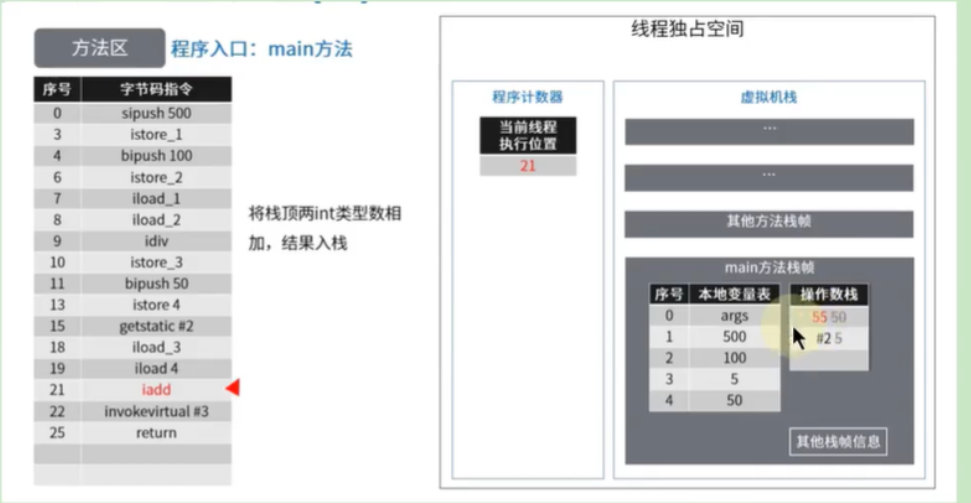 方法区 程序入口：main方法
序号 字节码指令
0 sipush 500
3 istore_1
4 bipush 100
6 istore_2
7 iload_1
8 iload_2
9 idiv
10 istore_3
11 bipush 50
13 istore 4
15 getstatic #2
18 iload_3
19 iload 4
21 iadd
22 invokevirtual #3
25 return
将栈顶两int类型数相
加，结果入栈
线程独占空间
程序计数器
当前线程
执行位置
21
虚拟机栈
...
...
其他方法栈帧
main方法栈帧
序号 本地变量表
0 args
1 500
2 100
3 5
4 50
操作数栈
55 50
#2 5
其他栈帧信息